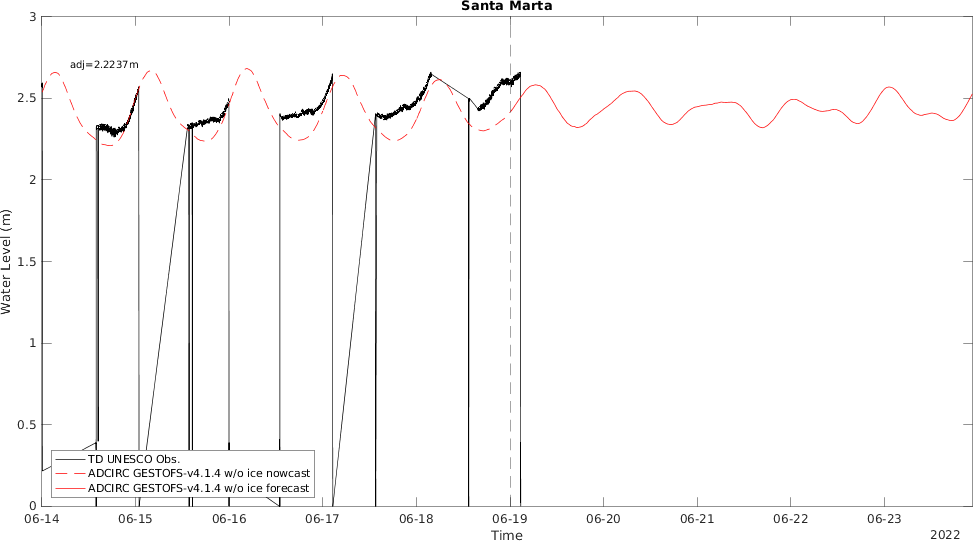 Santa Marta
adj=2.2237m
Water Level (m)
3
2.5
2
1.5
1
0.5
0
TD UNESCO Obs.
ADCIRC GESTOFS-v4.1.4 w/o ice nowcast
ADCIRC GESTOFS-v4.1.4 w/o ice forecast
06-14 06-15 06-16 06-17 06-18 06-19 06-20 06-21 06-22 06-23
Time
2022